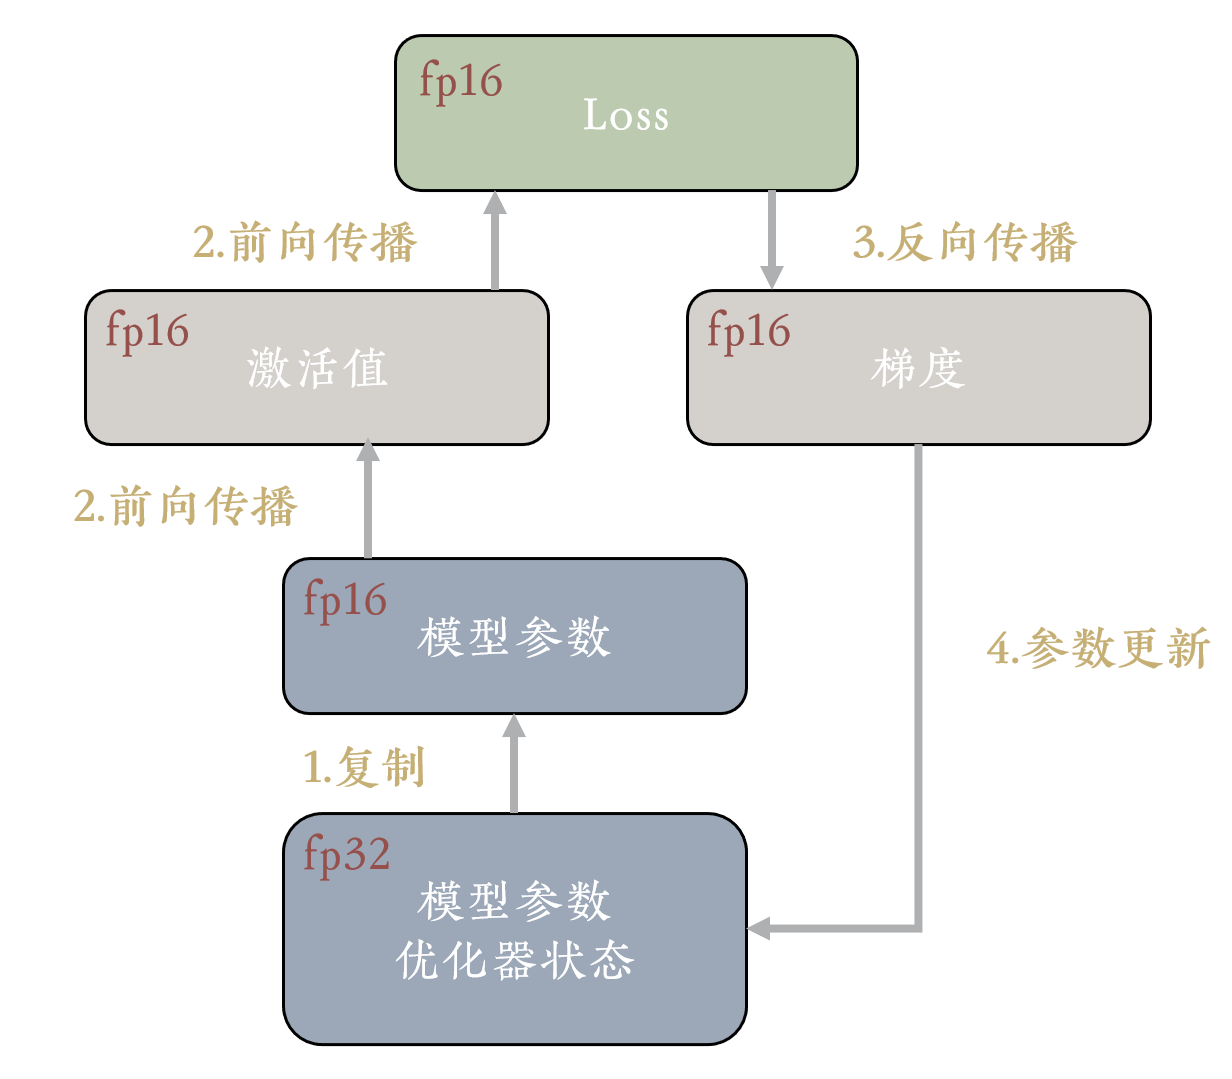 fp16
Loss
2.前向传播
3.反向传播
fp16
激活值
fp16
梯度
2.前向传播
fp16
模型参数
4.参数更新
1.复制
fp32
模型参数
优化器状态